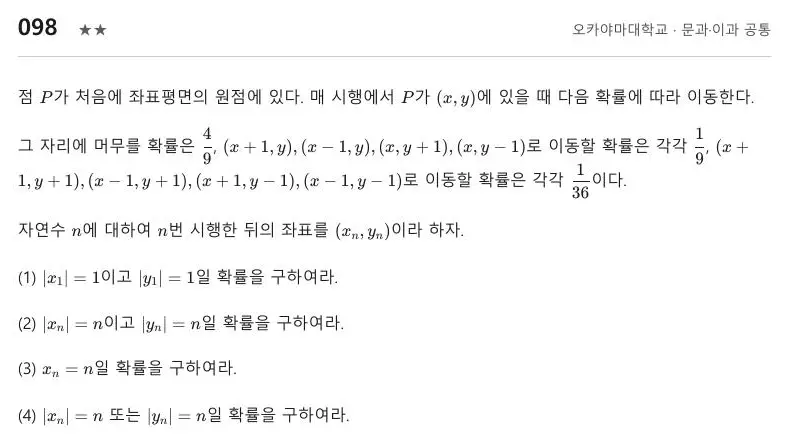 098 ★★ 오카야마대학교 · 문과·이과 공통
점 P가 처음에 좌표평면의 원점에 있다. 매 시행에서 P가 (x, y)에 있을 때 다음 확률에 따라 이동한다.
그 자리에 머무를 확률은 4/9, (x + 1, y), (x − 1, y), (x, y + 1), (x, y − 1)로 이동할 확률은 각각 1/9, (x +
1, y + 1), (x − 1, y + 1), (x + 1, y − 1), (x − 1, y − 1)로 이동할 확률은 각각 1/36이다.
자연수 n에 대하여 n번 시행한 뒤의 좌표를 (xₙ, yₙ)이라 하자.
(1) |x₁| = 1이고 |y₁| = 1일 확률을 구하여라.
(2) |xₙ| = n이고 |yₙ| = n일 확률을 구하여라.
(3) xₙ = n일 확률을 구하여라.
(4) |xₙ| = n 또는 |yₙ| = n일 확률을 구하여라.